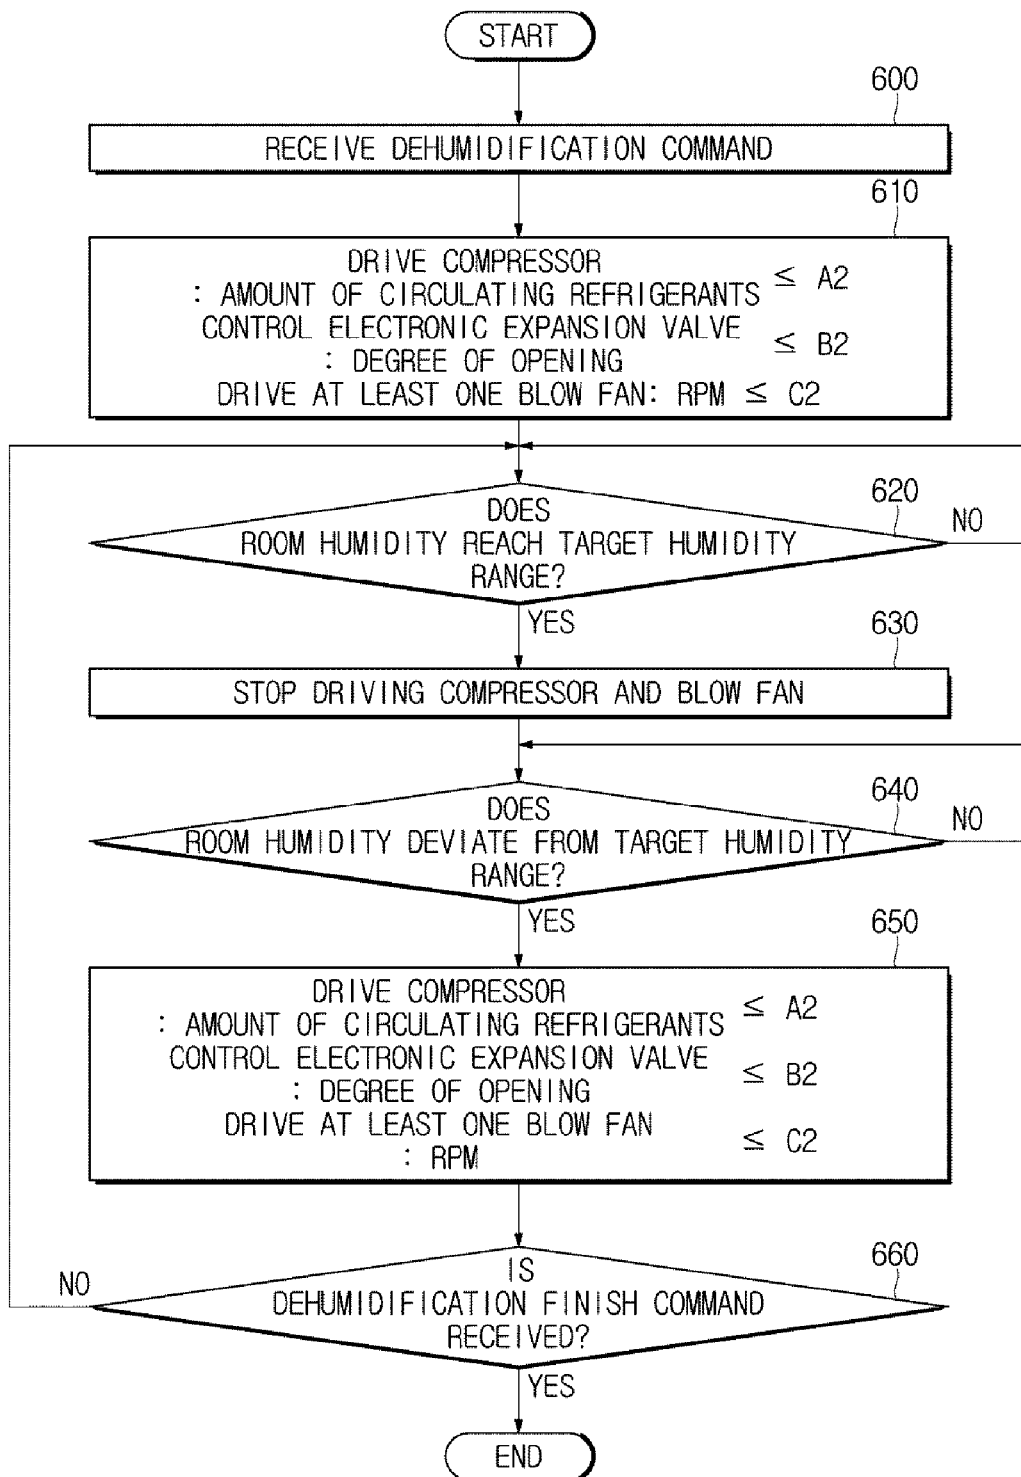 START
600
RECEIVE DEHUMIDIFICATION COMMAND
610
DRIVE COMPRESSOR
: AMOUNT OF CIRCULATING REFRIGERANTS ≦ A2
CONTROL ELECTRONIC EXPANSION VALVE
: DEGREE OF OPENING ≦ B2
DRIVE AT LEAST ONE BLOW FAN: RPM ≦ C2
620
DOES
ROOM HUMIDITY REACH TARGET HUMIDITY
RANGE?
NO
YES
630
STOP DRIVING COMPRESSOR AND BLOW FAN
640
DOES
ROOM HUMIDITY DEVIATE FROM TARGET HUMIDITY
RANGE?
NO
YES
650
DRIVE COMPRESSOR
: AMOUNT OF CIRCULATING REFRIGERANTS ≦ A2
CONTROL ELECTRONIC EXPANSION VALVE
: DEGREE OF OPENING ≦ B2
DRIVE AT LEAST ONE BLOW FAN
: RPM ≦ C2
660
IS
DEHUMIDIFICATION FINISH COMMAND
RECEIVED?
NO
YES
END